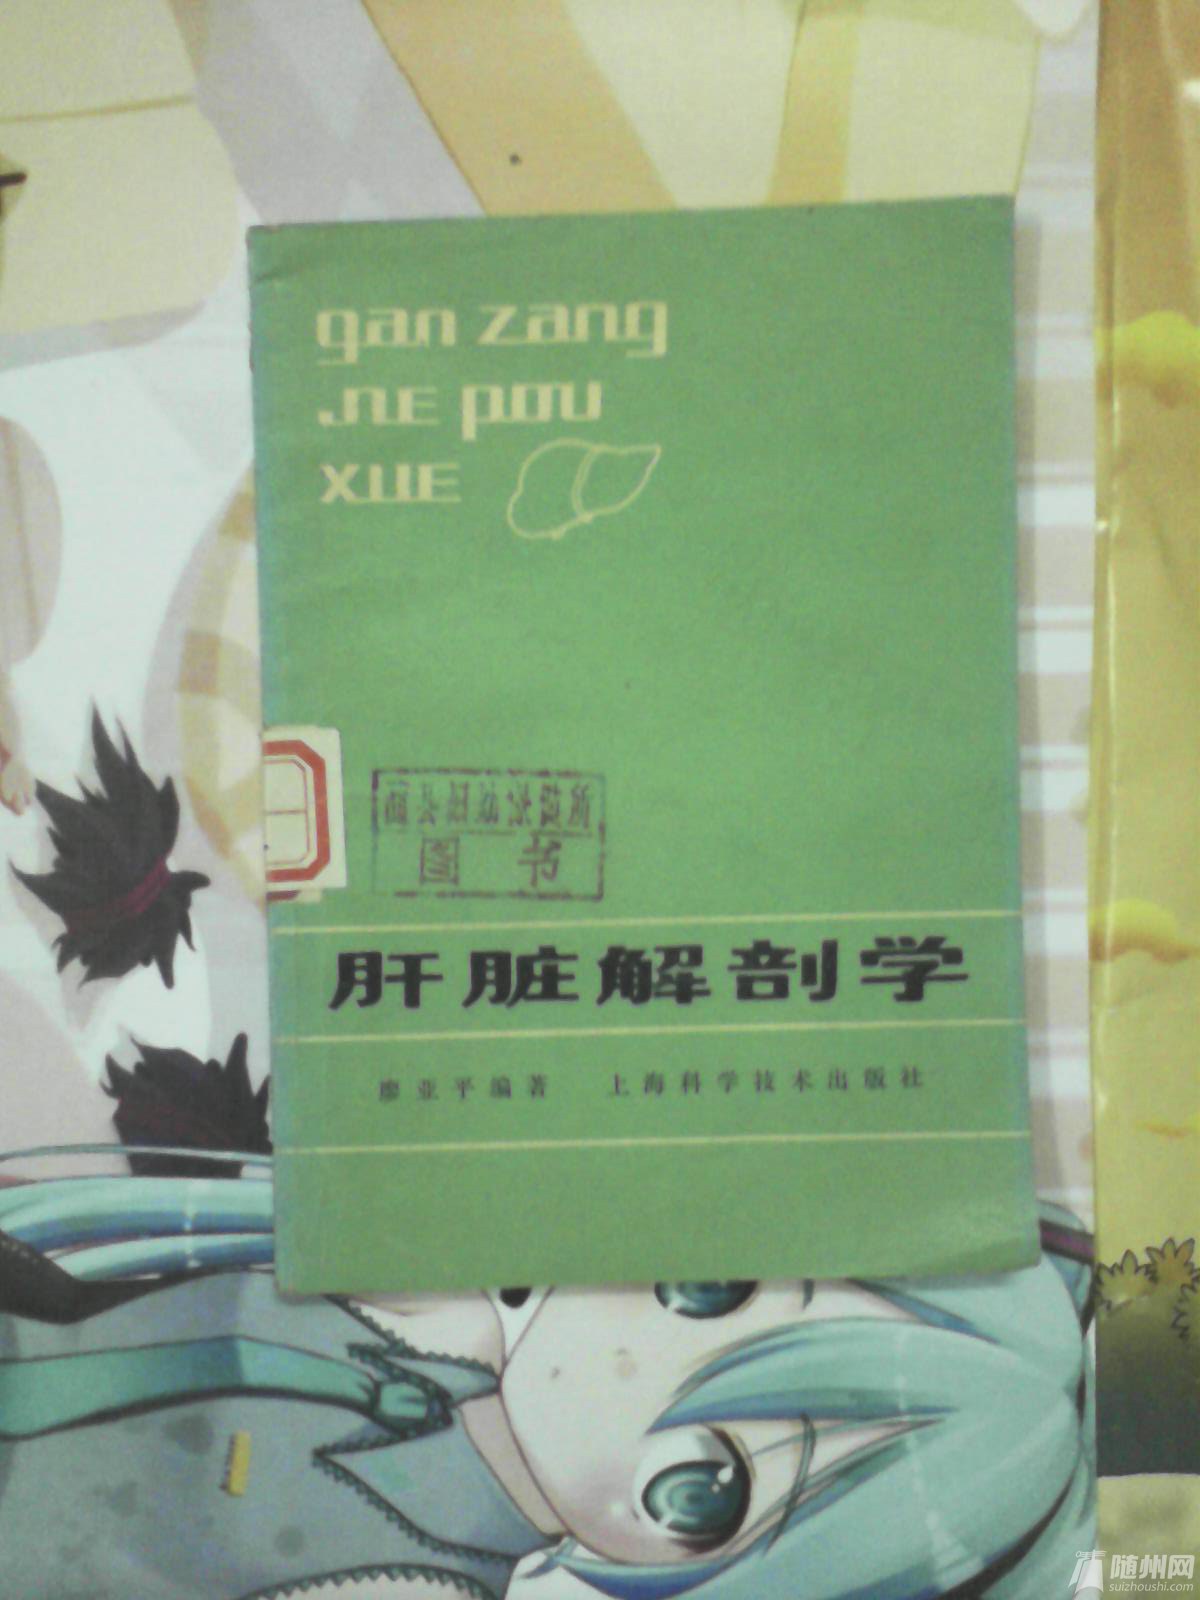 gan zang
JIE POU
XUE
图书
肝脏解剖学
廖亚平编著 上海科学技术出版社
随州网
suizhoushi.com